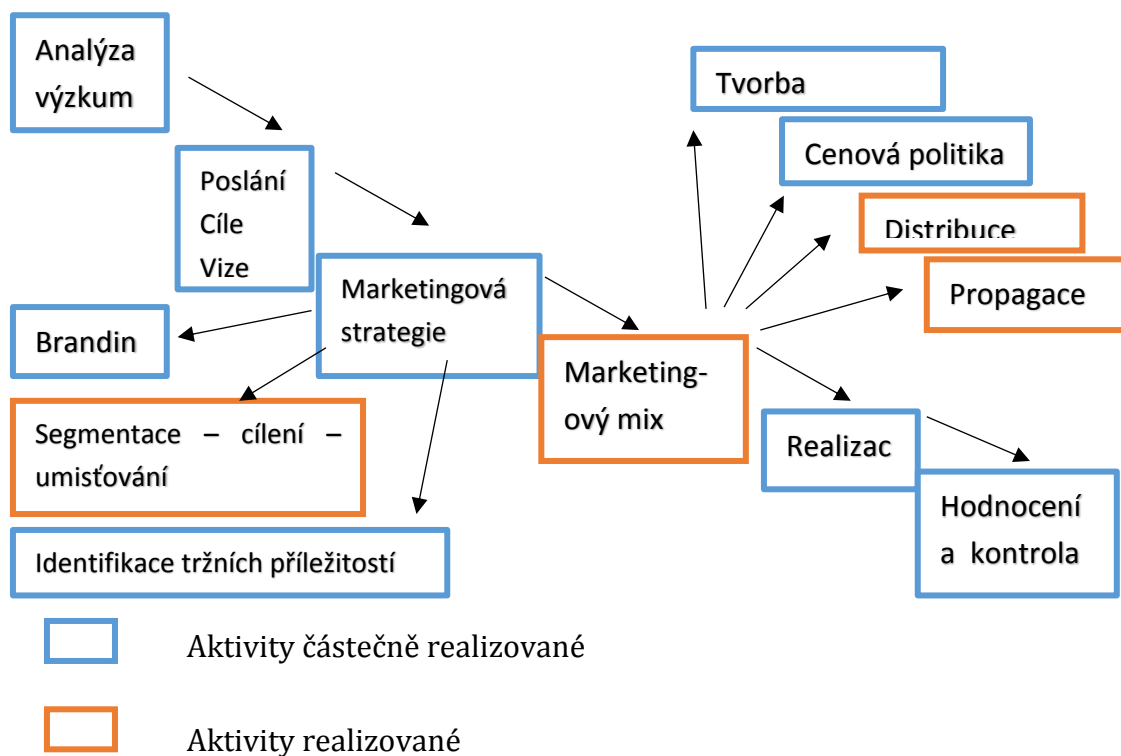 Analýza
výzkum
Tvorba
Cenová politika
Poslání
Cíle
Vize
Distribuce
Propagace
Marketingová
strategie
Brandin
Marketing-
ový mix
Segmentace – cílení –
umisťování
Realizac
Hodnocení
a kontrola
Identifikace tržních příležitostí
Aktivity částečně realizované
Aktivity realizované